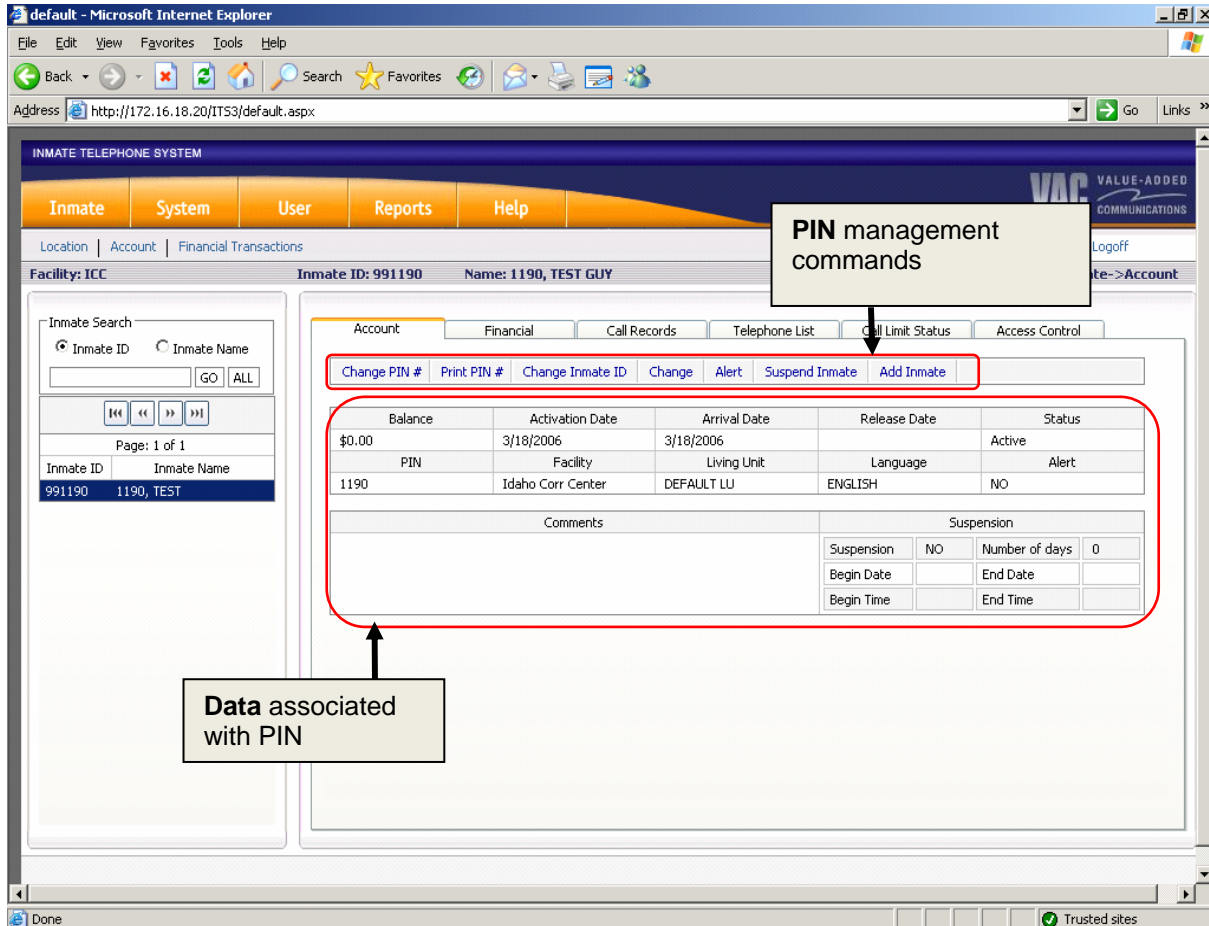 default - Microsoft Internet Explorer
File Edit View Favorites Tools Help
Back Search Favorites
Address http://172.16.18.20/ITS3/default.aspx Go Links »
INMATE TELEPHONE SYSTEM
VAC VALUE-ADDED COMMUNICATIONS
Inmate System User Reports Help
PIN management
commands
Location | Account | Financial Transactions
Logoff
Facility: ICC Inmate ID: 991190 Name: 1190, TEST GUY te->Account
Inmate Search
Inmate ID Inmate Name
GO ALL
Page: 1 of 1
Inmate ID Inmate Name
991190 1190, TEST
Account Financial Call Records Telephone List Call Limit Status Access Control
Change PIN # Print PIN # Change Inmate ID Change Alert Suspend Inmate Add Inmate
Balance Activation Date Arrival Date Release Date Status
$0.00 3/18/2006 3/18/2006 Active
PIN Facility Living Unit Language Alert
1190 Idaho Corr Center DEFAULT LU ENGLISH NO
Comments Suspension
Suspension NO Number of days 0
Begin Date End Date
Begin Time End Time
Data associated
with PIN
Done Trusted sites